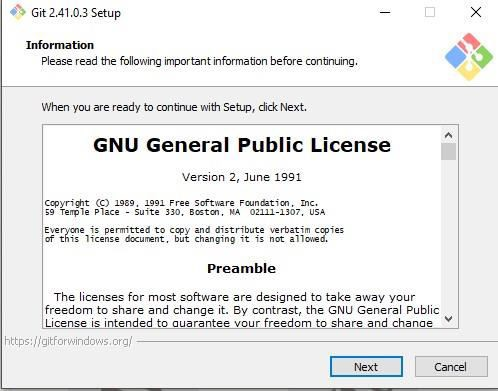 Git 2.41.0.3 Setup
Information
Please read the following important information before continuing.
When you are ready to continue with Setup, click Next.
GNU General Public License
Version 2, June 1991
Copyright (C) 1989, 1991 Free Software Foundation, Inc.
59 Temple Place - Suite 330, Boston, MA  02111-1307, USA
Everyone is permitted to copy and distribute verbatim copies
of this license document, but changing it is not allowed.
Preamble
The licenses for most software are designed to take away your
freedom to share and change it. By contrast, the GNU General Public
License is intended to guarantee your freedom to share and change
https://gitforwindows.org/
Next
Cancel